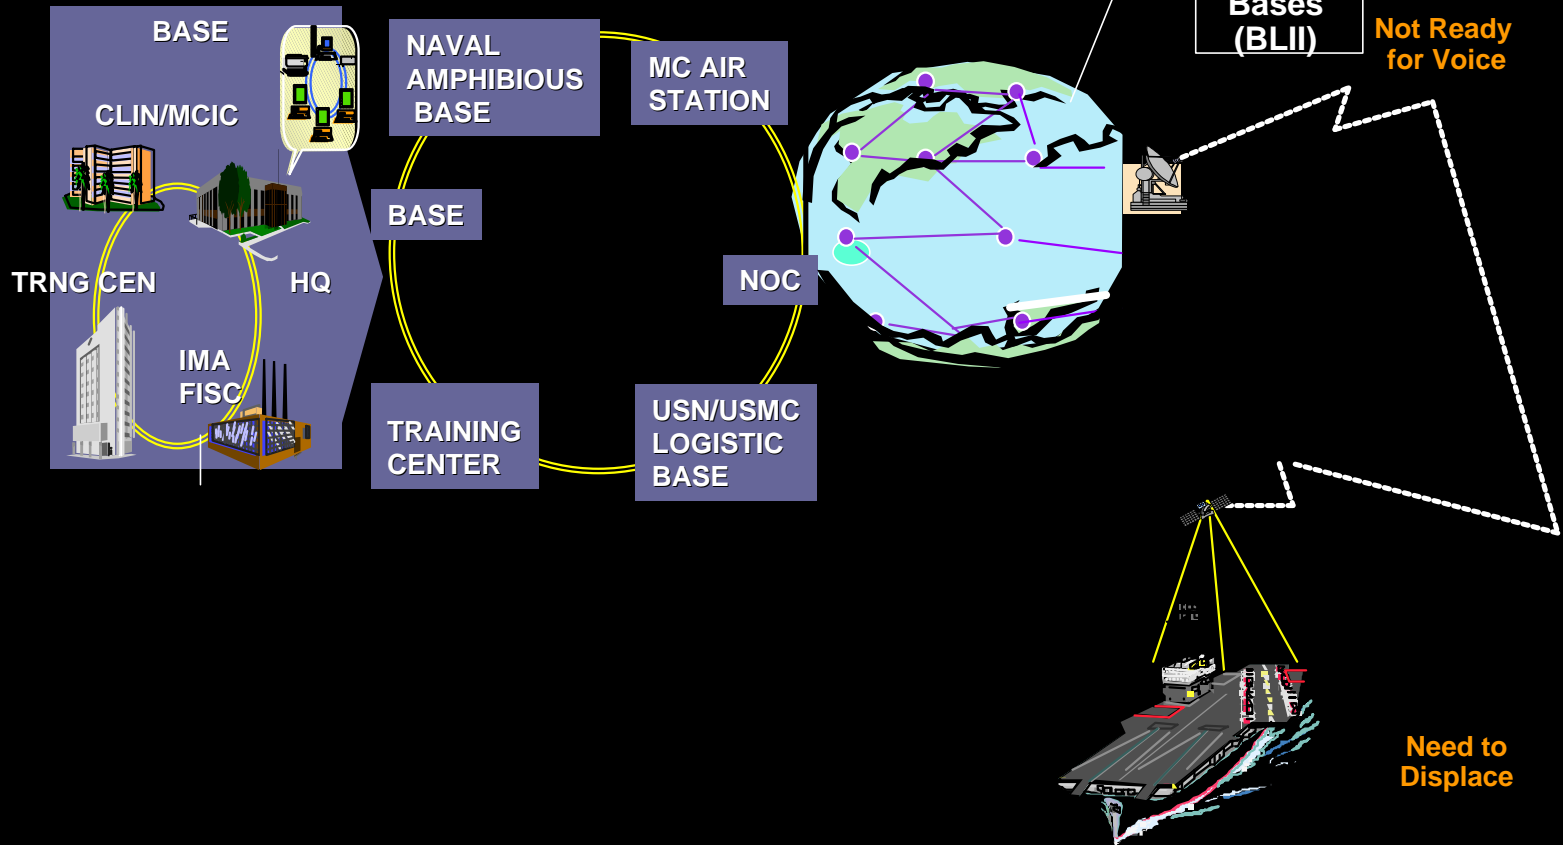 BASE
CLIN/MCIC
TRNG CEN
HQ
IMA
FISC
NAVAL
AMPHIBIOUS
BASE
MC AIR
STATION
BASE
NOC
TRAINING
CENTER
USN/USMC
LOGISTIC
BASE
Bases
(BLII)
Not Ready
for Voice
Need to
Displace